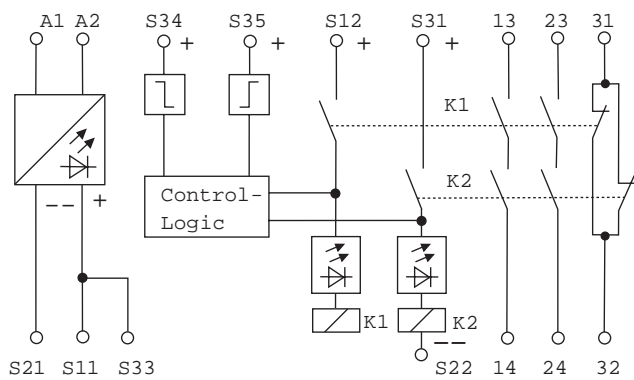 A1 A2 S34 S35 S12 S31 13 23 31
+ + + +
K1
K2
-- +
Control-
Logic
K1 K2
--
S21 S11 S33 S22 14 24 32